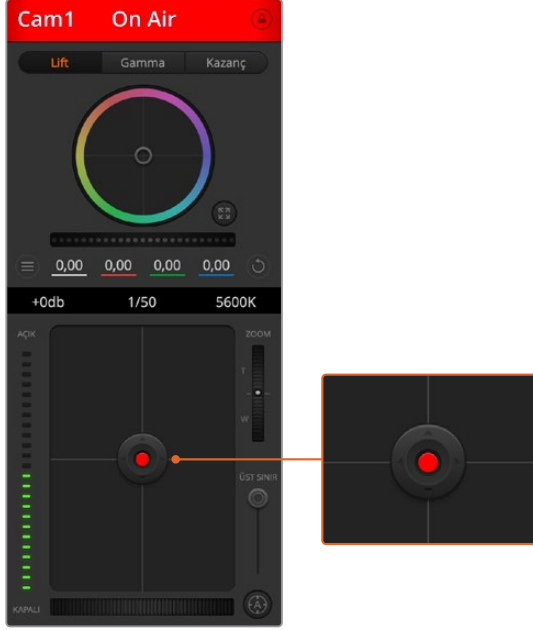 Cam1 On Air
Lift Gamma Kazanç
0,00 0,00 0,00 0,00
+0db 1/50 5600K
AÇIK ZOOM
T
W
ÜST SINIR
KAPALI A